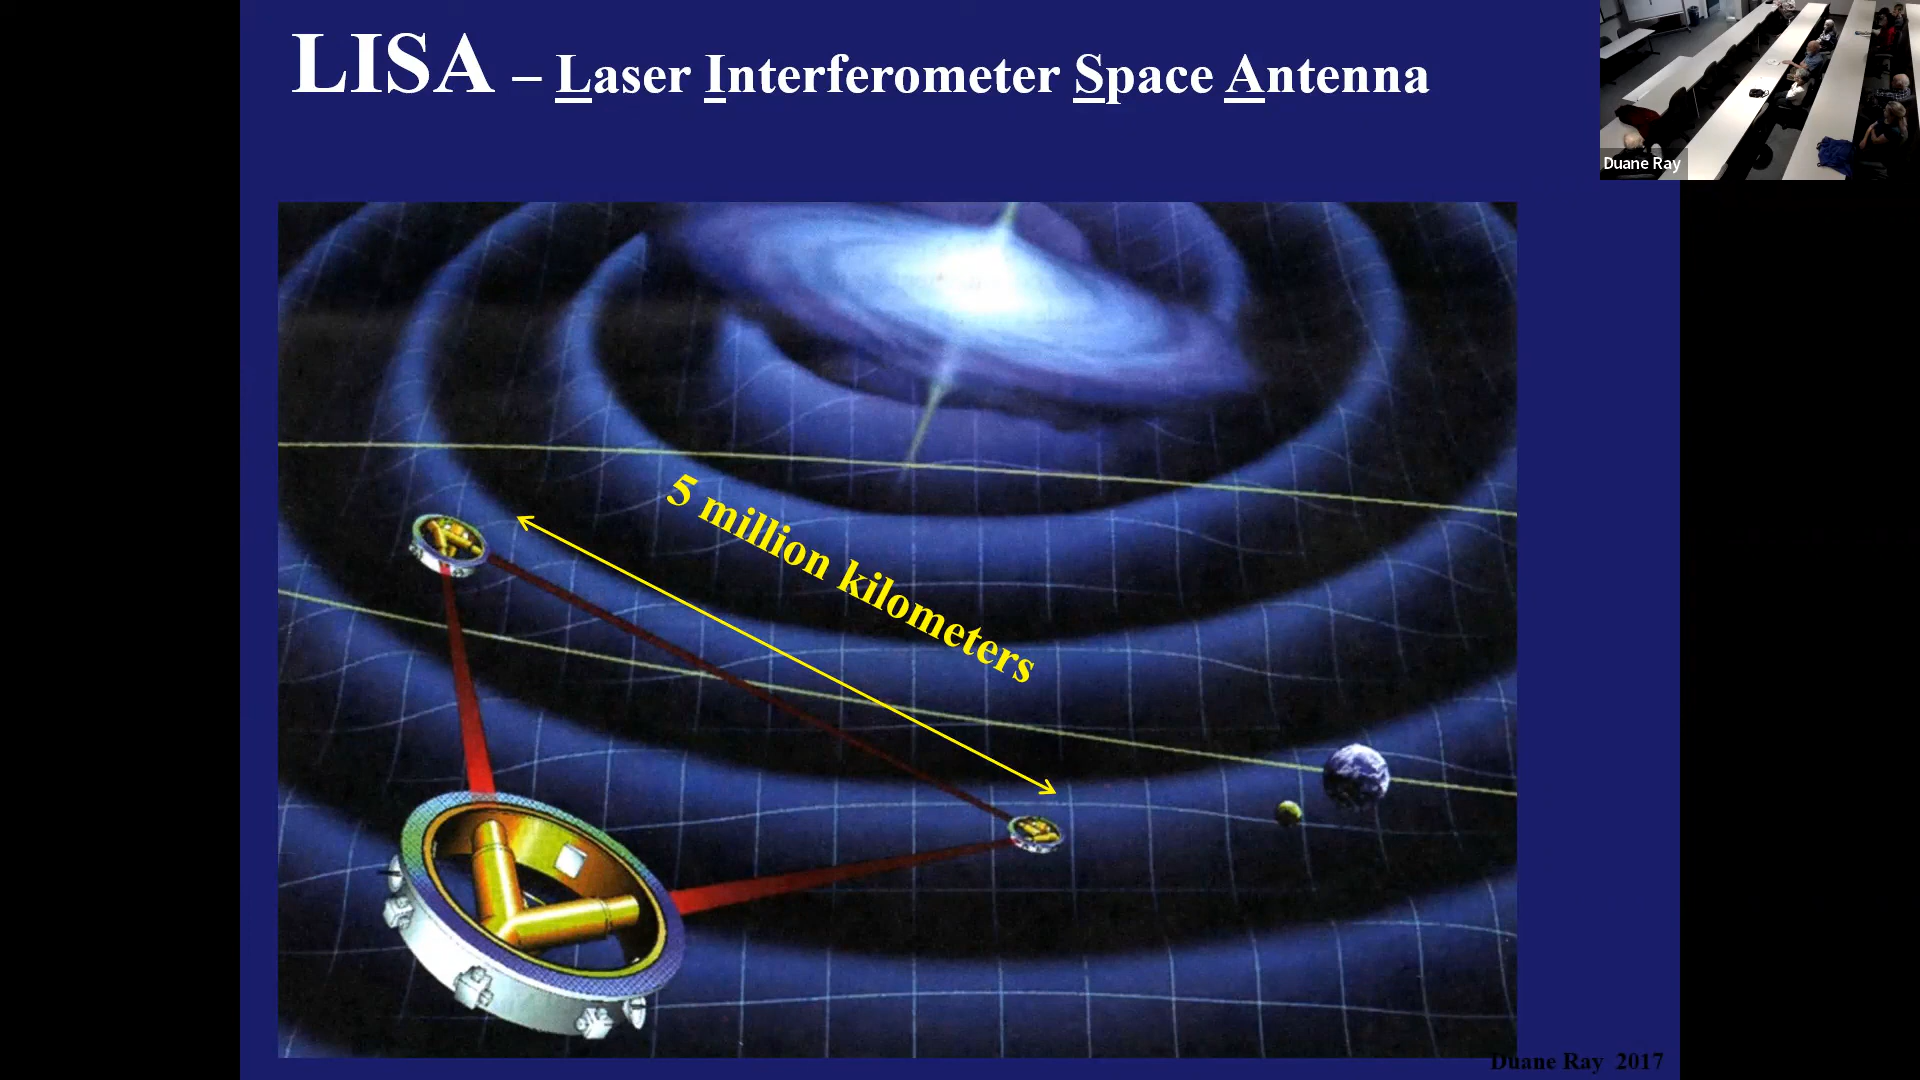 LISA – Laser Interferometer Space Antenna
Duane Ray
5 million kilometers
Duane Ray 2017